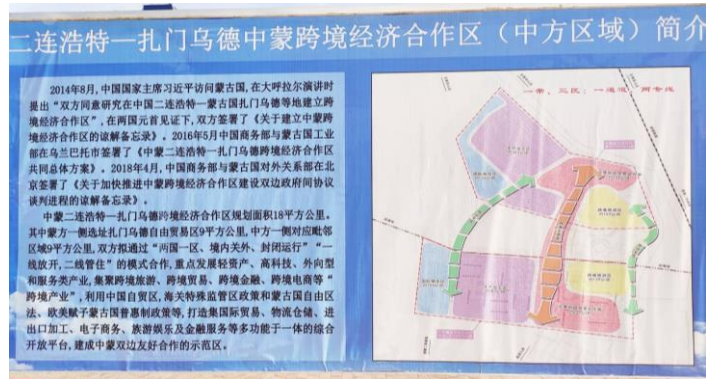 二连浩特—扎门乌德中蒙跨境经济合作区（中方区域）简介
2014年8月,中国国家主席习近平访问蒙古国,在大呼拉尔演讲时
提出“双方同意研究在中国二连浩特—蒙古国扎门乌德等地建立跨
境经济合作区”,在两国元首见证下,双方签署了《关于建立中蒙跨
境经济合作区的谅解备忘录》。2016年5月中国商务部与蒙古国工业
部在乌兰巴托市签署了《中蒙二连浩特—扎门乌德经济合作区
共同总体方案》。2018年4月,中国商务部与蒙古国对外关系部在北
京签署了《关于加快推进中蒙跨境经济合作区建设双边政府间协议
谈判进程的谅解备忘录》。
中蒙二连浩特—扎门乌德跨境经济合作区规划面积18平方公里。
其中蒙方一侧选址扎门乌德自由贸易区9平方公里,中方一侧对应毗邻
区域9平方公里,双方拟通过“两国一区、境内关外、封闭运行”“一
线放开,二线管住”的模式合作,重点发展轻资产、高科技、外向型
和服务类产业,集聚跨境旅游、跨境贸易、跨境金融、跨境电商等“
跨境产业”,利用中国自贸区,海关特殊监管区政策和蒙古国自由区
法、欧美赋予蒙古国普惠制政策等,打造集国际贸易、物流仓储、进
出口加工、电子商务、旅游娱乐及金融服务等多功能于一体的综合
开放平台,建成中蒙双边友好合作的示范区。
一带、三区、一通道、两专线